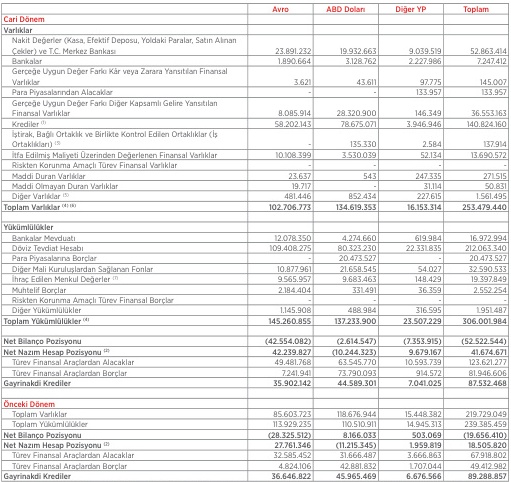 Avro ABD Doları Diğer YP Toplam
Cari Dönem
Varlıklar
Nakit Değerler (Kasa, Efektif Deposu, Yoldaki Paralar, Satın Alınan
Çekler) ve T.C. Merkez Bankası 23.891.232 19.932.663 9.039.519 52.863.414
Bankalar 1.890.664 3.128.762 2.227.986 7.247.412
Gerçeğe Uygun Değer Farkı Kâr veya Zarara Yansıtılan Finansal
Varlıklar 3.621 43.611 97.775 145.007
Para Piyasalarından Alacaklar - - 133.957 133.957
Gerçeğe Uygun Değer Farkı Diğer Kapsamlı Gelire Yansıtılan
Finansal Varlıklar 8.085.914 28.320.900 146.349 36.553.163
Krediler (1) 58.202.143 78.675.071 3.946.946 140.824.160
İştirak, Bağlı Ortaklık ve Birlikte Kontrol Edilen Ortaklıklar (İş
Ortaklıkları) (3) - 135.330 2.584 137.914
İtfa Edilmiş Maliyeti Üzerinden Değerlenen Finansal Varlıklar 10.108.399 3.530.039 52.134 13.690.572
Riskten Korunma Amaçlı Türev Finansal Varlıklar - - - -
Maddi Duran Varlıklar 23.637 543 247.335 271.515
Maddi Olmayan Duran Varlıklar 19.717 - 31.114 50.831
Diğer Varlıklar (5) 481.446 852.434 227.615 1.561.495
Toplam Varlıklar (4) (6) 102.706.773 134.619.353 16.153.314 253.479.440
Yükümlülükler
Bankalar Mevduatı 12.078.350 4.274.660 619.984 16.972.994
Döviz Tevdiat Hesabı 109.408.275 80.323.230 22.331.835 212.063.340
Para Piyasalarına Borçlar - 20.473.527 - 20.473.527
Diğer Mali Kuruluşlardan Sağlanan Fonlar 10.877.961 21.658.545 54.027 32.590.533
İhraç Edilen Menkul Değerler (7) 9.565.957 9.683.463 148.429 19.397.849
Muhtelif Borçlar 2.184.404 331.491 36.359 2.552.254
Riskten Korunma Amaçlı Türev Finansal Borçlar - - - -
Diğer Yükümlülükler 1.145.908 488.984 316.595 1.951.487
Toplam Yükümlülükler (4) 145.260.855 137.233.900 23.507.229 306.001.984
Net Bilanço Pozisyonu (42.554.082) (2.614.547) (7.353.915) (52.522.544)
Net Nazım Hesap Pozisyonu (2) 42.239.827 (10.244.323) 9.679.167 41.674.671
Türev Finansal Araçlardan Alacaklar 49.481.768 63.545.770 10.593.739 123.621.277
Türev Finansal Araçlardan Borçlar 7.241.941 73.790.093 914.572 81.946.606
Gayrinakdi Krediler 35.902.142 44.589.301 7.041.025 87.532.468
Önceki Dönem
Toplam Varlıklar 85.603.723 118.676.944 15.448.382 219.729.049
Toplam Yükümlülükler 113.929.235 110.510.911 14.945.313 239.385.459
Net Bilanço Pozisyonu (28.325.512) 8.166.033 503.069 (19.656.410)
Net Nazım Hesap Pozisyonu (2) 27.761.346 (11.215.345) 1.959.819 18.505.820
Türev Finansal Araçlardan Alacaklar 32.585.452 31.666.487 3.666.863 67.918.802
Türev Finansal Araçlardan Borçlar 4.824.106 42.881.832 1.707.044 49.412.982
Gayrinakdi Krediler 36.646.822 45.965.469 6.676.566 89.288.857